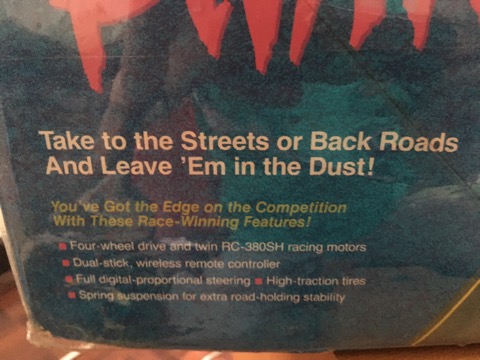 Take to the Streets or Back Roads
And Leave 'Em in the Dust!
You've Got the Edge on the Competition
With These Race-Winning Features!
■ Four-wheel drive and twin RC-380SH racing motors
■ Dual-stick, wireless remote controller
■ Full digital-proportional steering ■ High-traction tires
■ Spring suspension for extra road-holding stability